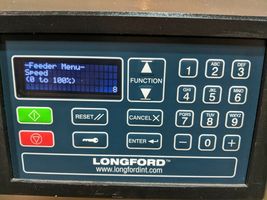 -Feeder Menu-
Speed
(0 to 100%)
8
FUNCTION
RESET
CANCEL X
ENTER
1
ABC 2
DEF 3
GHI 4
JKL 5
MNO 6
PQRS 7
TUV 8
WXYZ 9
- 0 +
LONGFORD™
www.longfordint.com